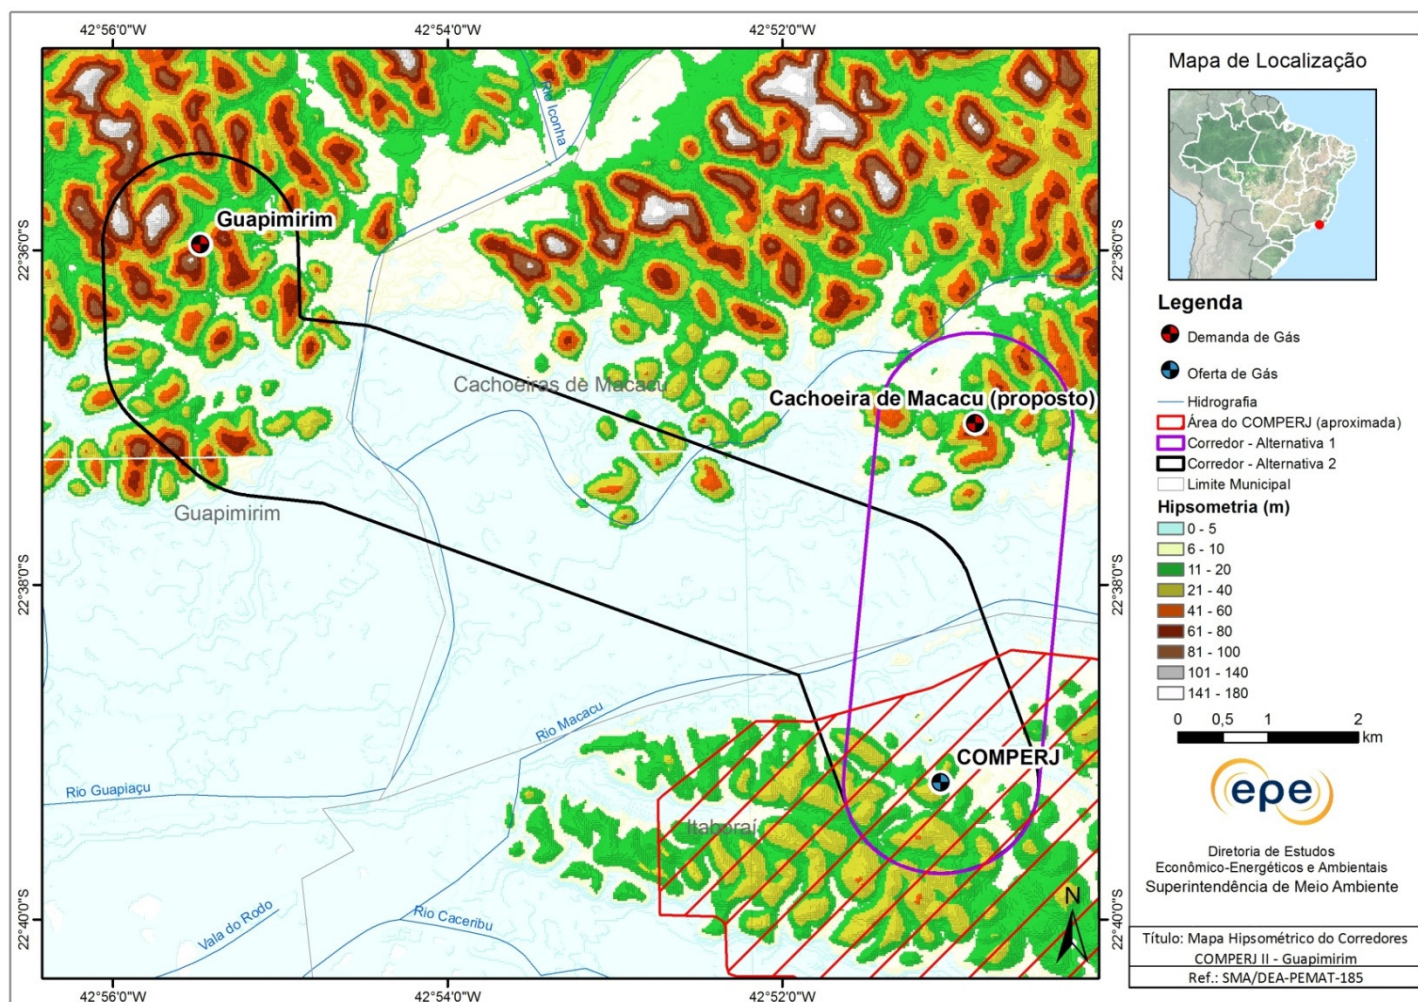 42°56'0"W
42°54'0"W
42°52'0"W
22°36'0"S
22°38'0"S
22°40'0"S
22°36'0"S
22°38'0"S
22°40'0"S
42°56'0"W
42°54'0"W
42°52'0"W
Rio Iconha
Guapimirim
Cachoeiras de Macacu
Cachoeira de Macacu (proposto)
Guapimirim
Rio Macacu
COMPERJ
Rio Guapiaçu
Itaboraí
Vala do Rodo
Rio Caceribu
N
Mapa de Localização
Legenda
Demanda de Gás
Oferta de Gás
Hidrografia
Área do COMPERJ (aproximada)
Corredor - Alternativa 1
Corredor - Alternativa 2
Limite Municipal
Hipsometria (m)
0 - 5
6 - 10
11 - 20
21 - 40
41 - 60
61 - 80
81 - 100
101 - 140
141 - 180
0 0,5 1 2
km
epe
Diretoria de Estudos
Econômico-Energéticos e Ambientais
Superintendência de Meio Ambiente
Título: Mapa Hipsométrico do Corredores
COMPERJ II - Guapimirim
Ref.: SMA/DEA-PEMAT-185